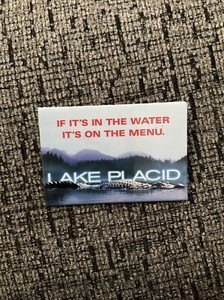 IF IT'S IN THE WATER
IT'S ON THE MENU.
LAKE PLACID